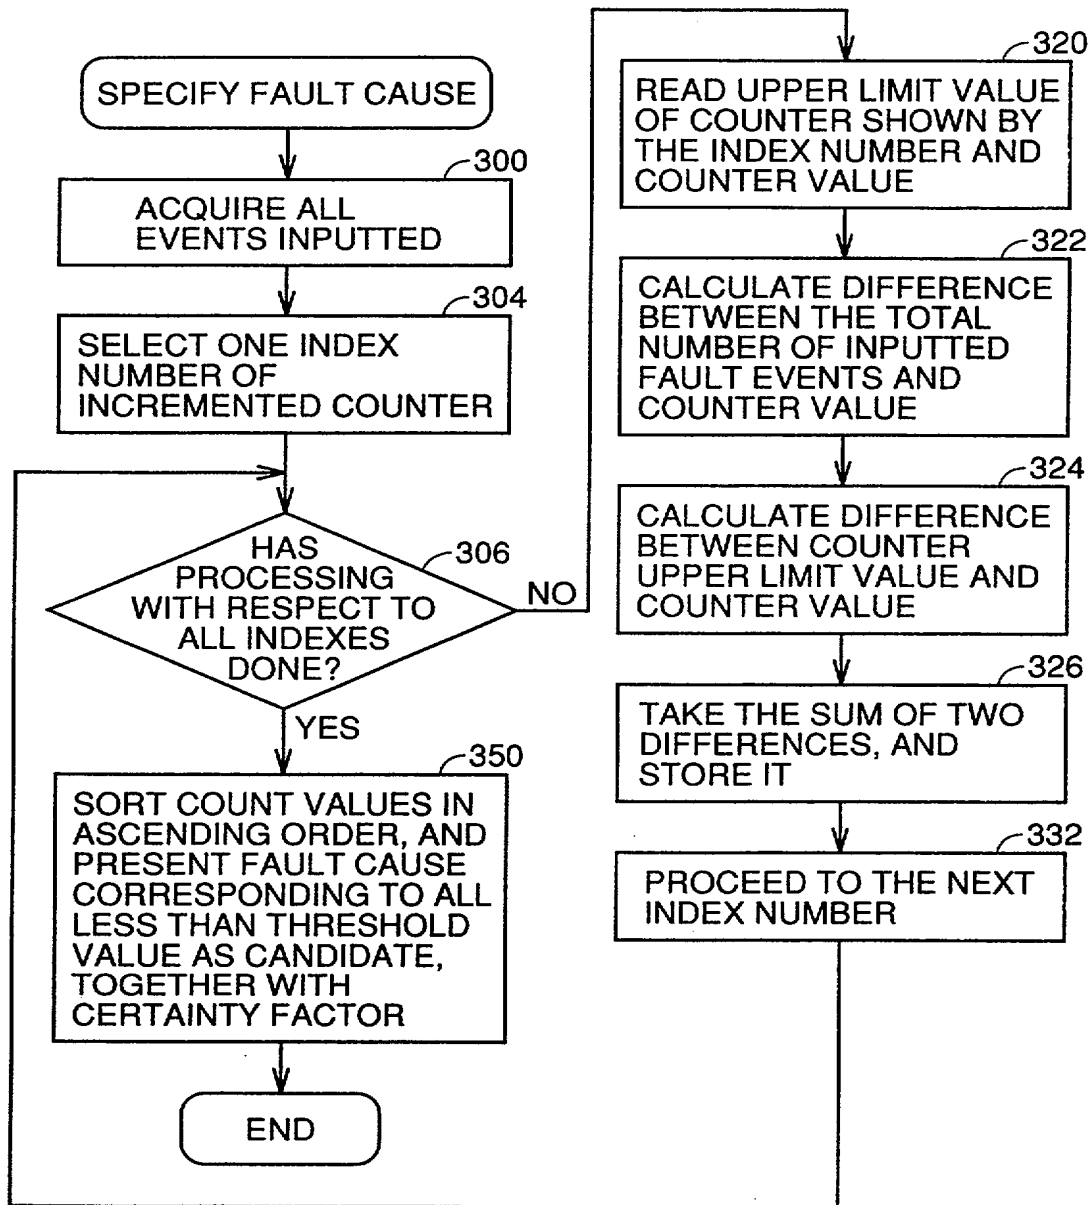 SPECIFY FAULT CAUSE
300
ACQUIRE ALL
EVENTS INPUTTED
304
SELECT ONE INDEX
NUMBER OF
INCREMENTED COUNTER
306
HAS
PROCESSING
WITH RESPECT TO
ALL INDEXES
DONE?
NO
YES
350
SORT COUNT VALUES IN
ASCENDING ORDER, AND
PRESENT FAULT CAUSE
CORRESPONDING TO ALL
LESS THAN THRESHOLD
VALUE AS CANDIDATE,
TOGETHER WITH
CERTAINTY FACTOR
END
320
READ UPPER LIMIT VALUE
OF COUNTER SHOWN BY
THE INDEX NUMBER AND
COUNTER VALUE
322
CALCULATE DIFFERENCE
BETWEEN THE TOTAL
NUMBER OF INPUTTED
FAULT EVENTS AND
COUNTER VALUE
324
CALCULATE DIFFERENCE
BETWEEN COUNTER
UPPER LIMIT VALUE AND
COUNTER VALUE
326
TAKE THE SUM OF TWO
DIFFERENCES, AND
STORE IT
332
PROCEED TO THE NEXT
INDEX NUMBER